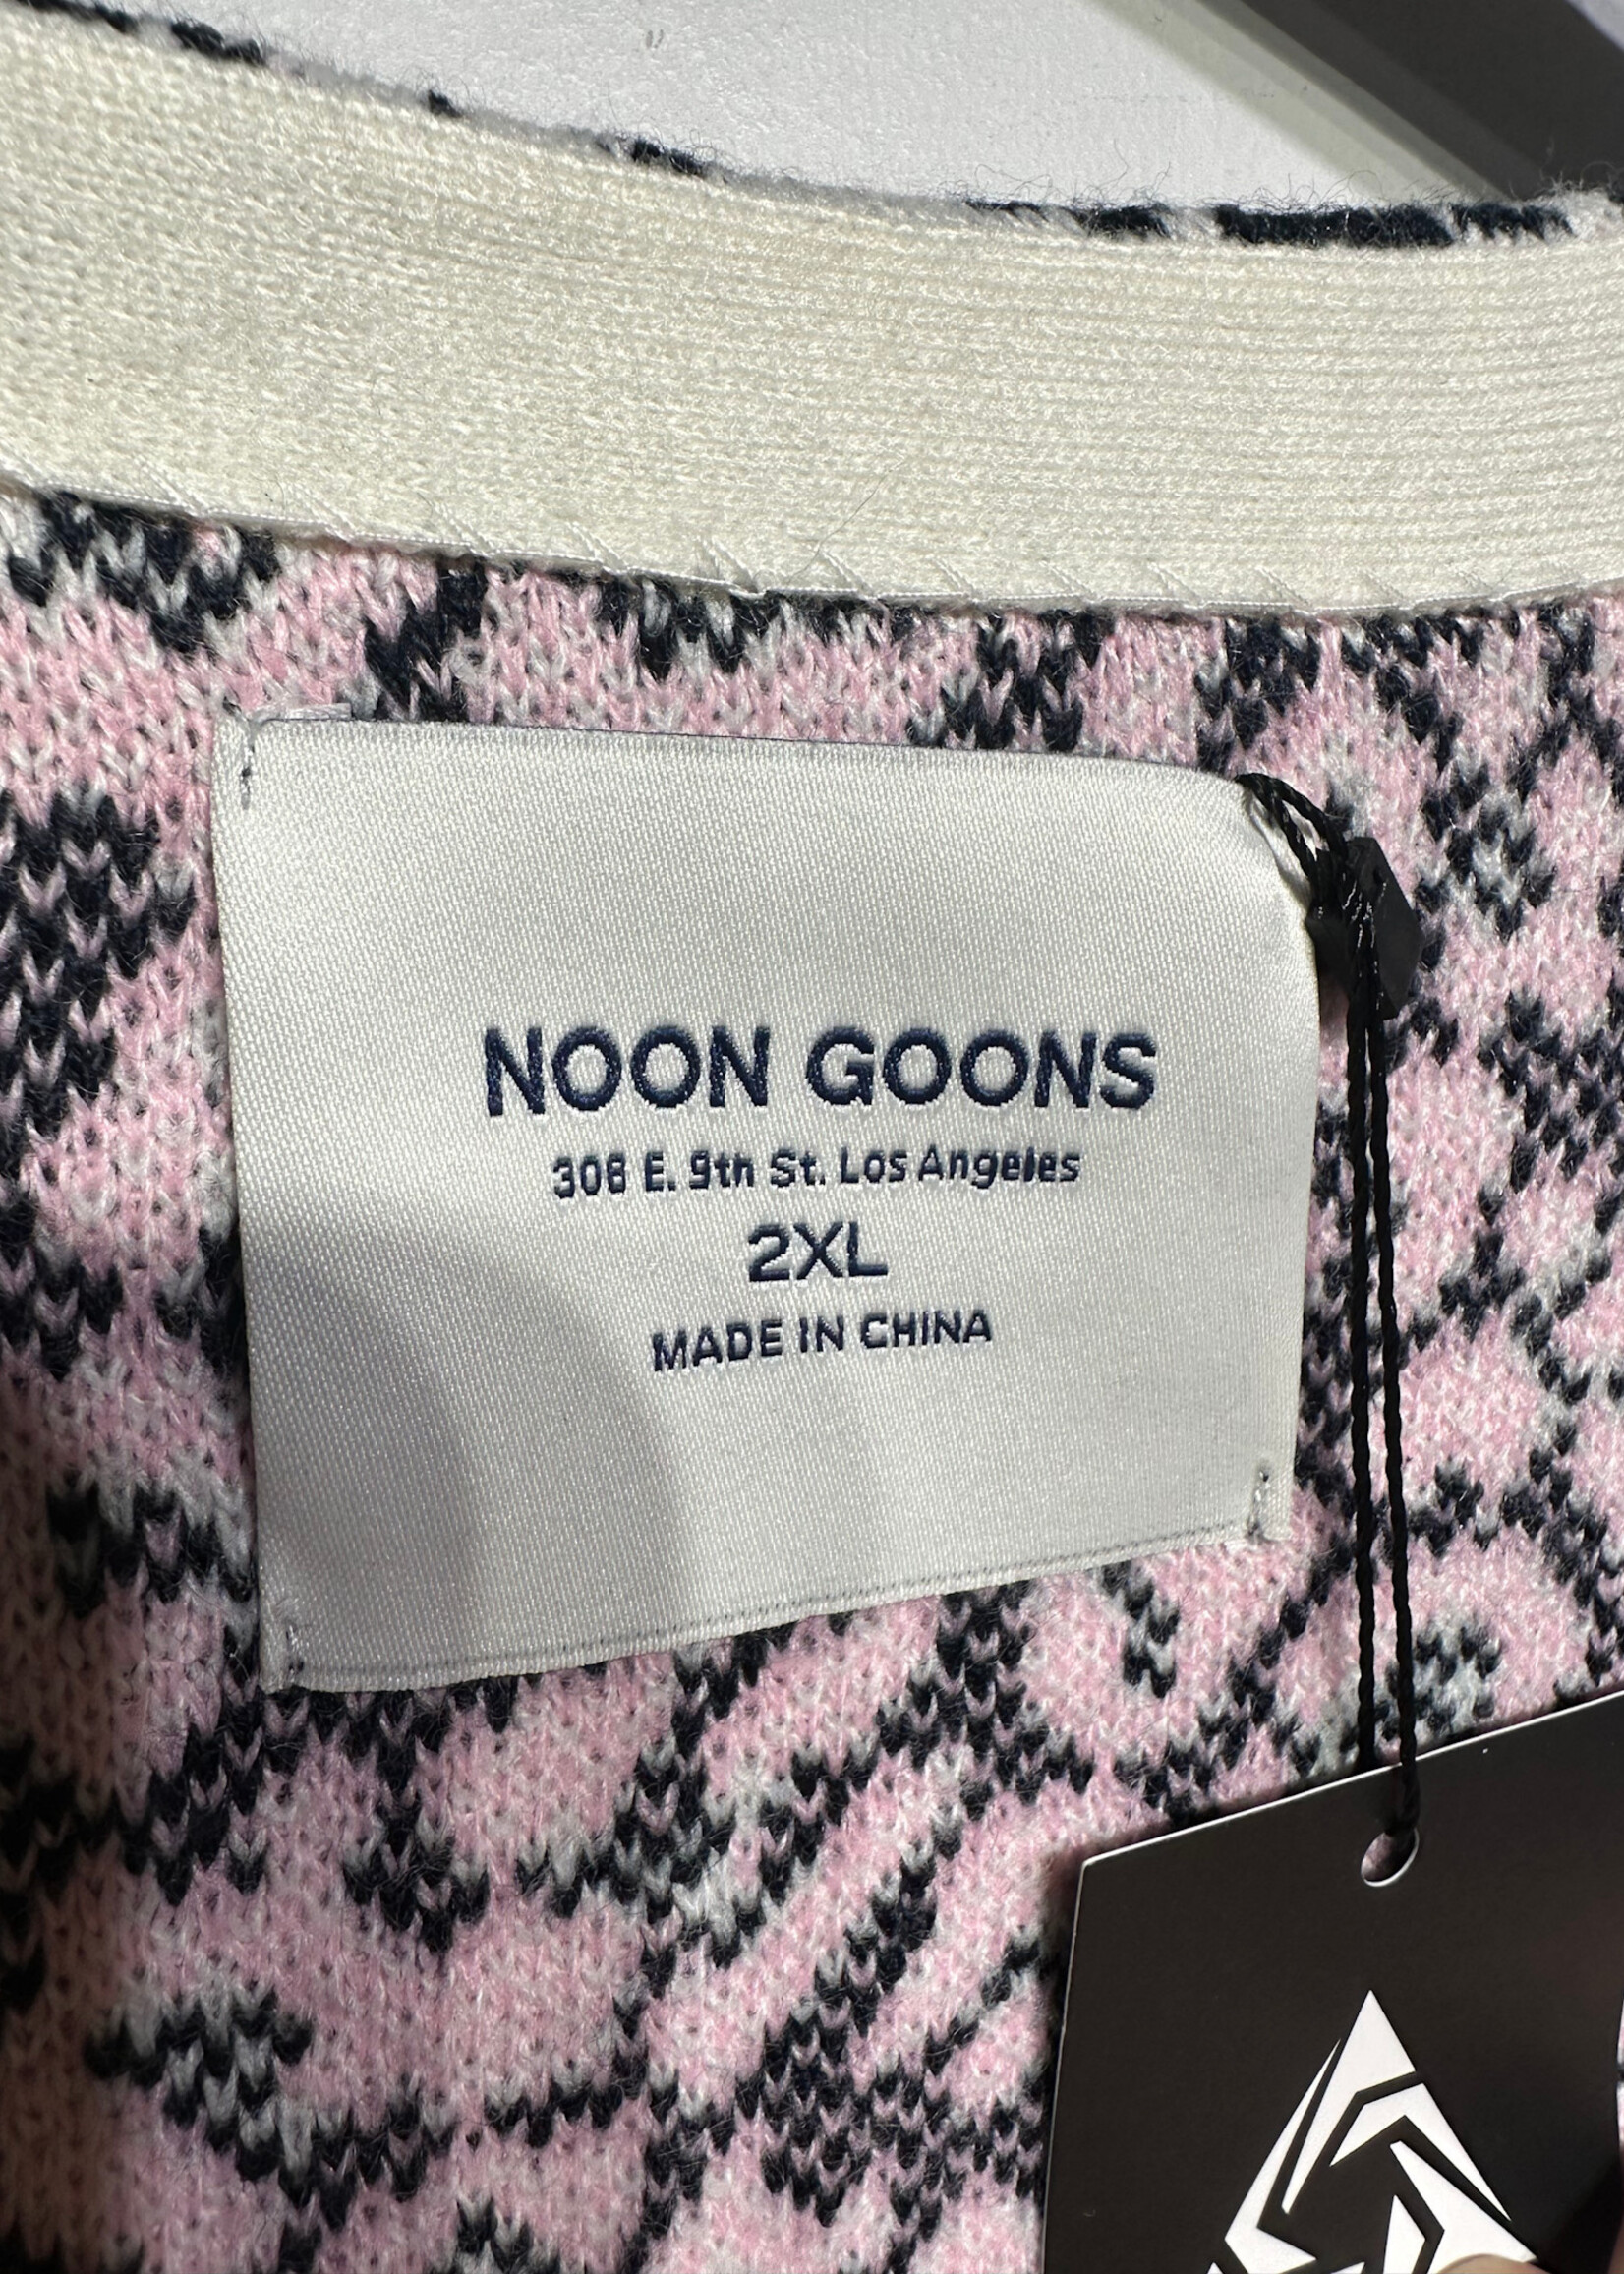 NOON GOONS
308 E. 9th St. Los Angeles
2XL
MADE IN CHINA